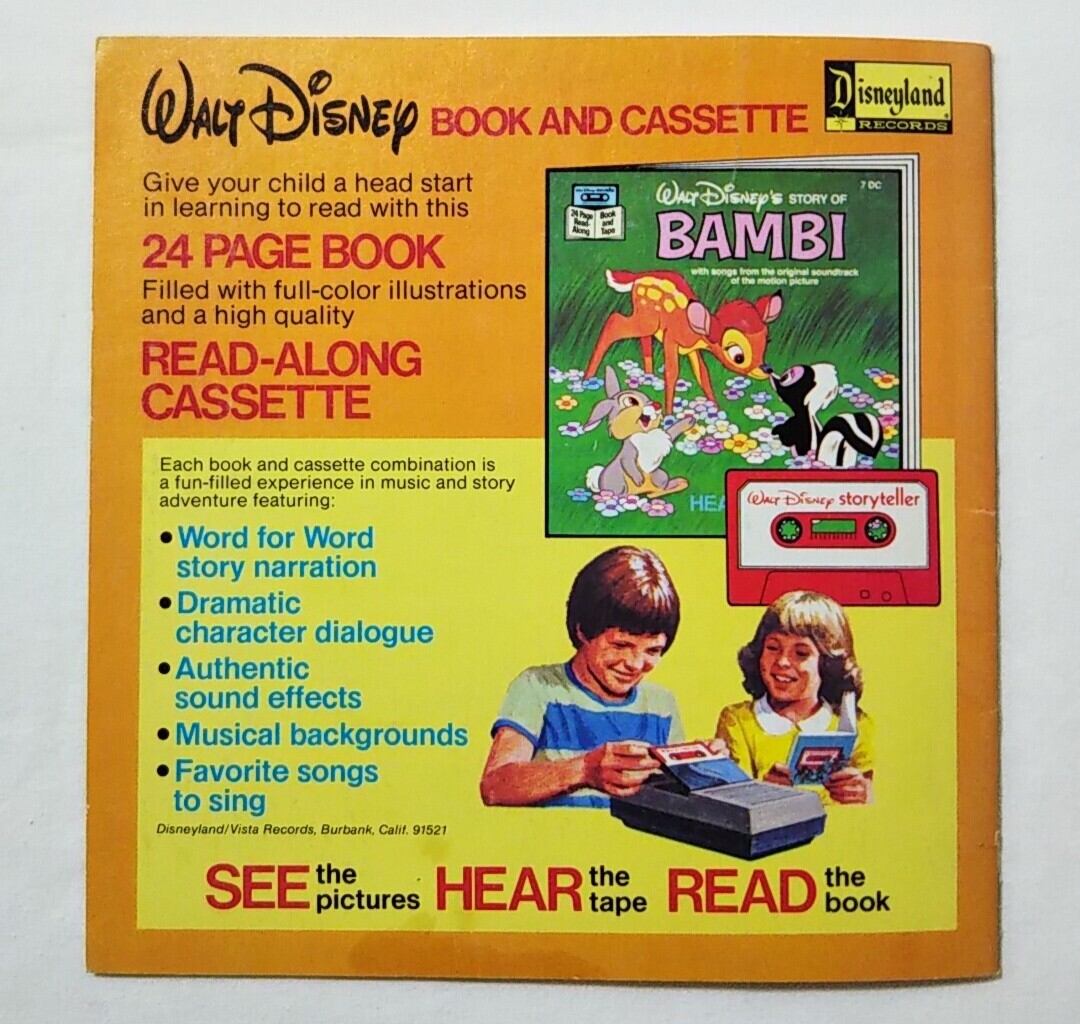 WALT DISNEY BOOK AND CASSETTE
Disneyland
RECORDS
Give your child a head start
in learning to read with this
24 PAGE BOOK
Filled with full-color illustrations
and a high quality
READ-ALONG
CASSETTE
7 DC
24 Page
Read-
Along
Book
and
Tape
WALT DISNEY'S STORY OF
BAMBI
with songs from the original soundtrack
of the motion picture
HEA
WALT DISNEY storyteller
Each book and cassette combination is
a fun-filled experience in music and story
adventure featuring:
• Word for Word
story narration
• Dramatic
character dialogue
• Authentic
sound effects
• Musical backgrounds
• Favorite songs
to sing
Disneyland/Vista Records, Burbank, Calif. 91521
SEE the pictures HEAR the tape READ the book